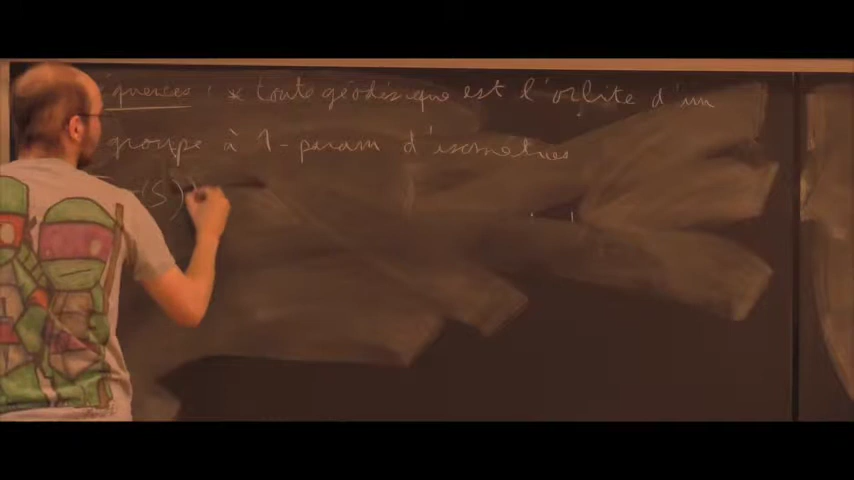 quences : * toute géodésique est l'orbite d'un
groupe à 1-param d'isométries
(S)